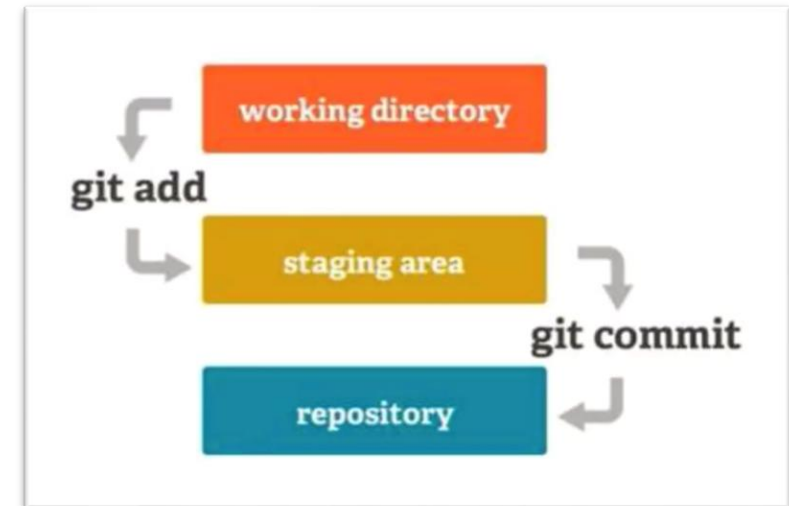 working directory
git add
staging area
git commit
repository